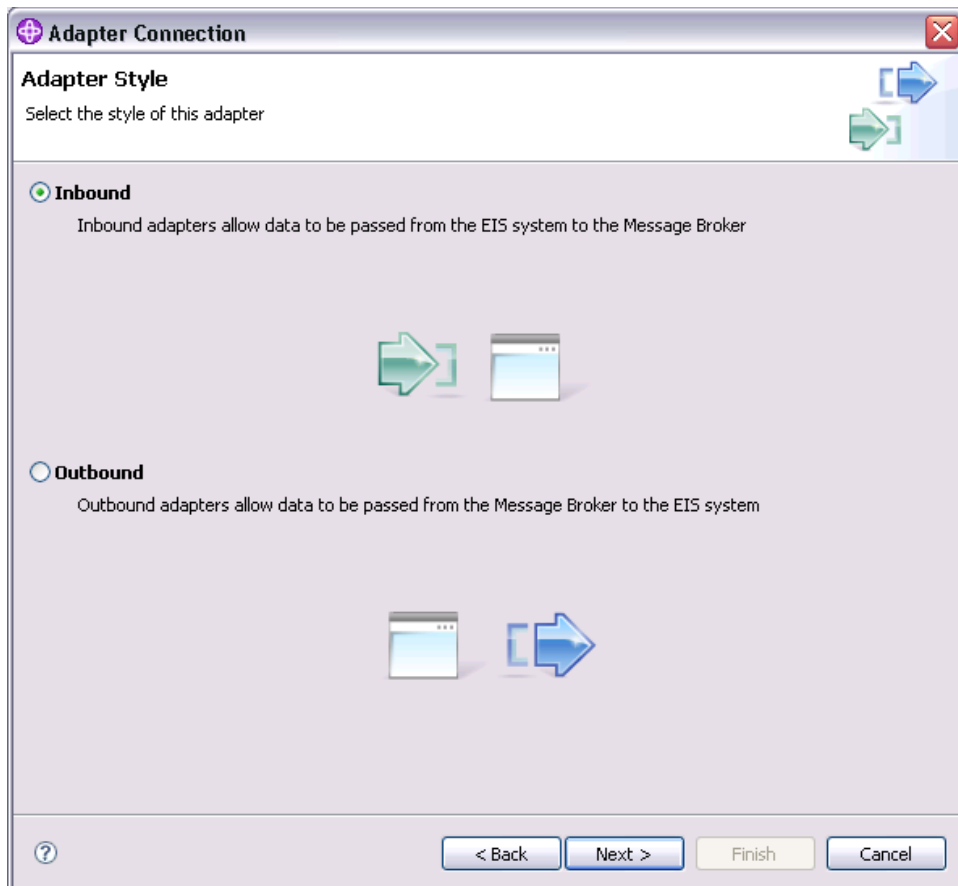 Adapter Connection
Adapter Style
Select the style of this adapter
Inbound
Inbound adapters allow data to be passed from the EIS system to the Message Broker
Outbound
Outbound adapters allow data to be passed from the Message Broker to the EIS system
?
< Back Next > Finish Cancel